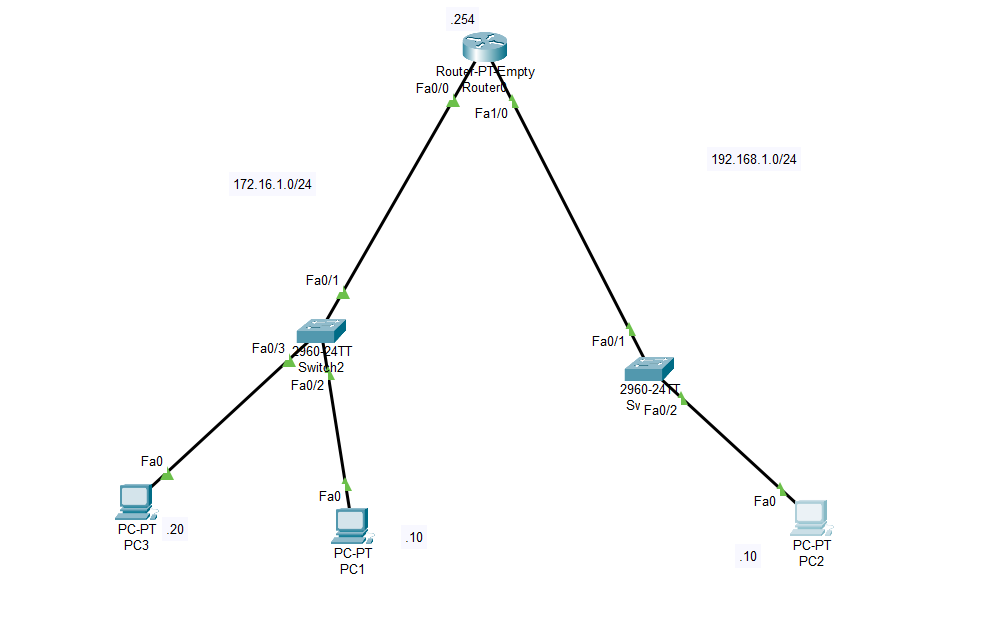 .254
Router-PT-Empty
Fa0/0
Router0
Fa1/0
192.168.1.0/24
172.16.1.0/24
Fa0/1
Fa0/1
Fa0/3
2960-24TT
Switch2
Fa0/2
2960-24TT
Sv
Fa0/2
Fa0
Fa0
Fa0
PC-PT
PC3
.20
.10
PC-PT
PC1
PC-PT
PC2
.10